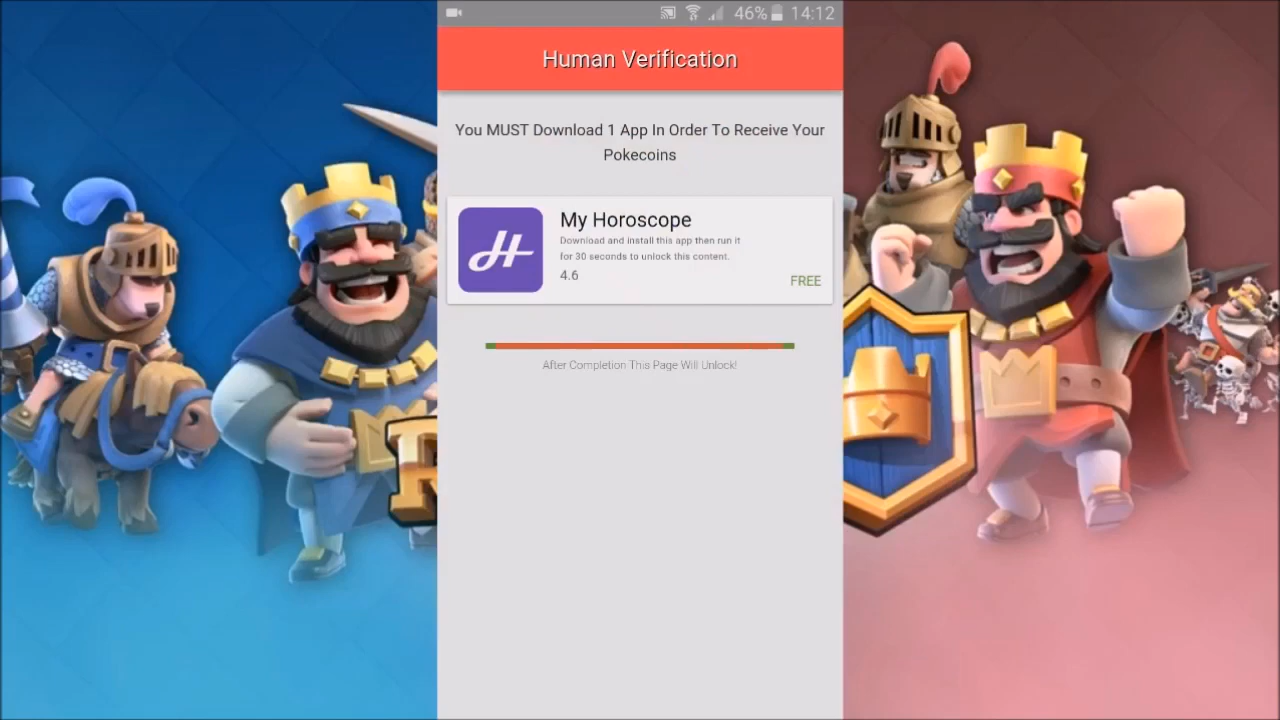 46% 14:12
Human Verification
You MUST Download 1 App In Order To Receive Your
Pokecoins
My Horoscope
Download and install this app then run it
for 30 seconds to unlock this content.
4.6
FREE
After Completion This Page Will Unlock!